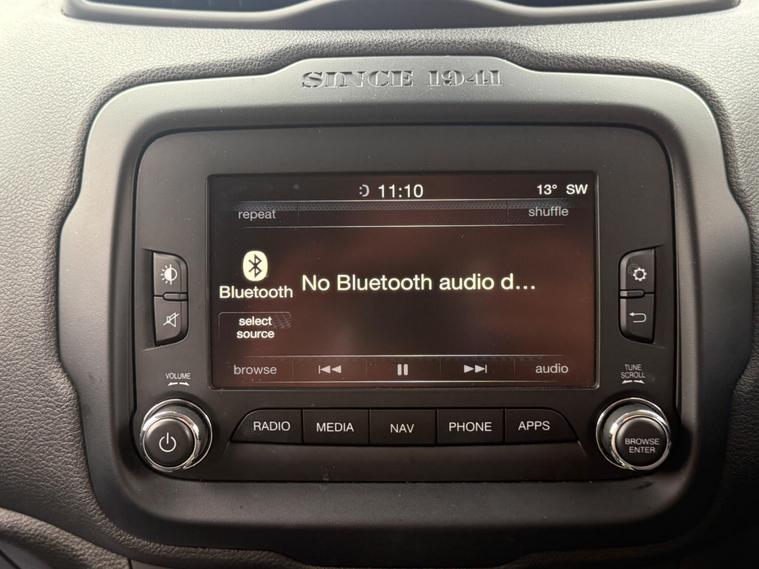 SINCE 1941
11:10
13° SW
repeat
shuffle
Bluetooth
No Bluetooth audio d...
select
source
browse
audio
VOLUME
TUNE
SCROLL
RADIO
MEDIA
NAV
PHONE
APPS
BROWSE
ENTER